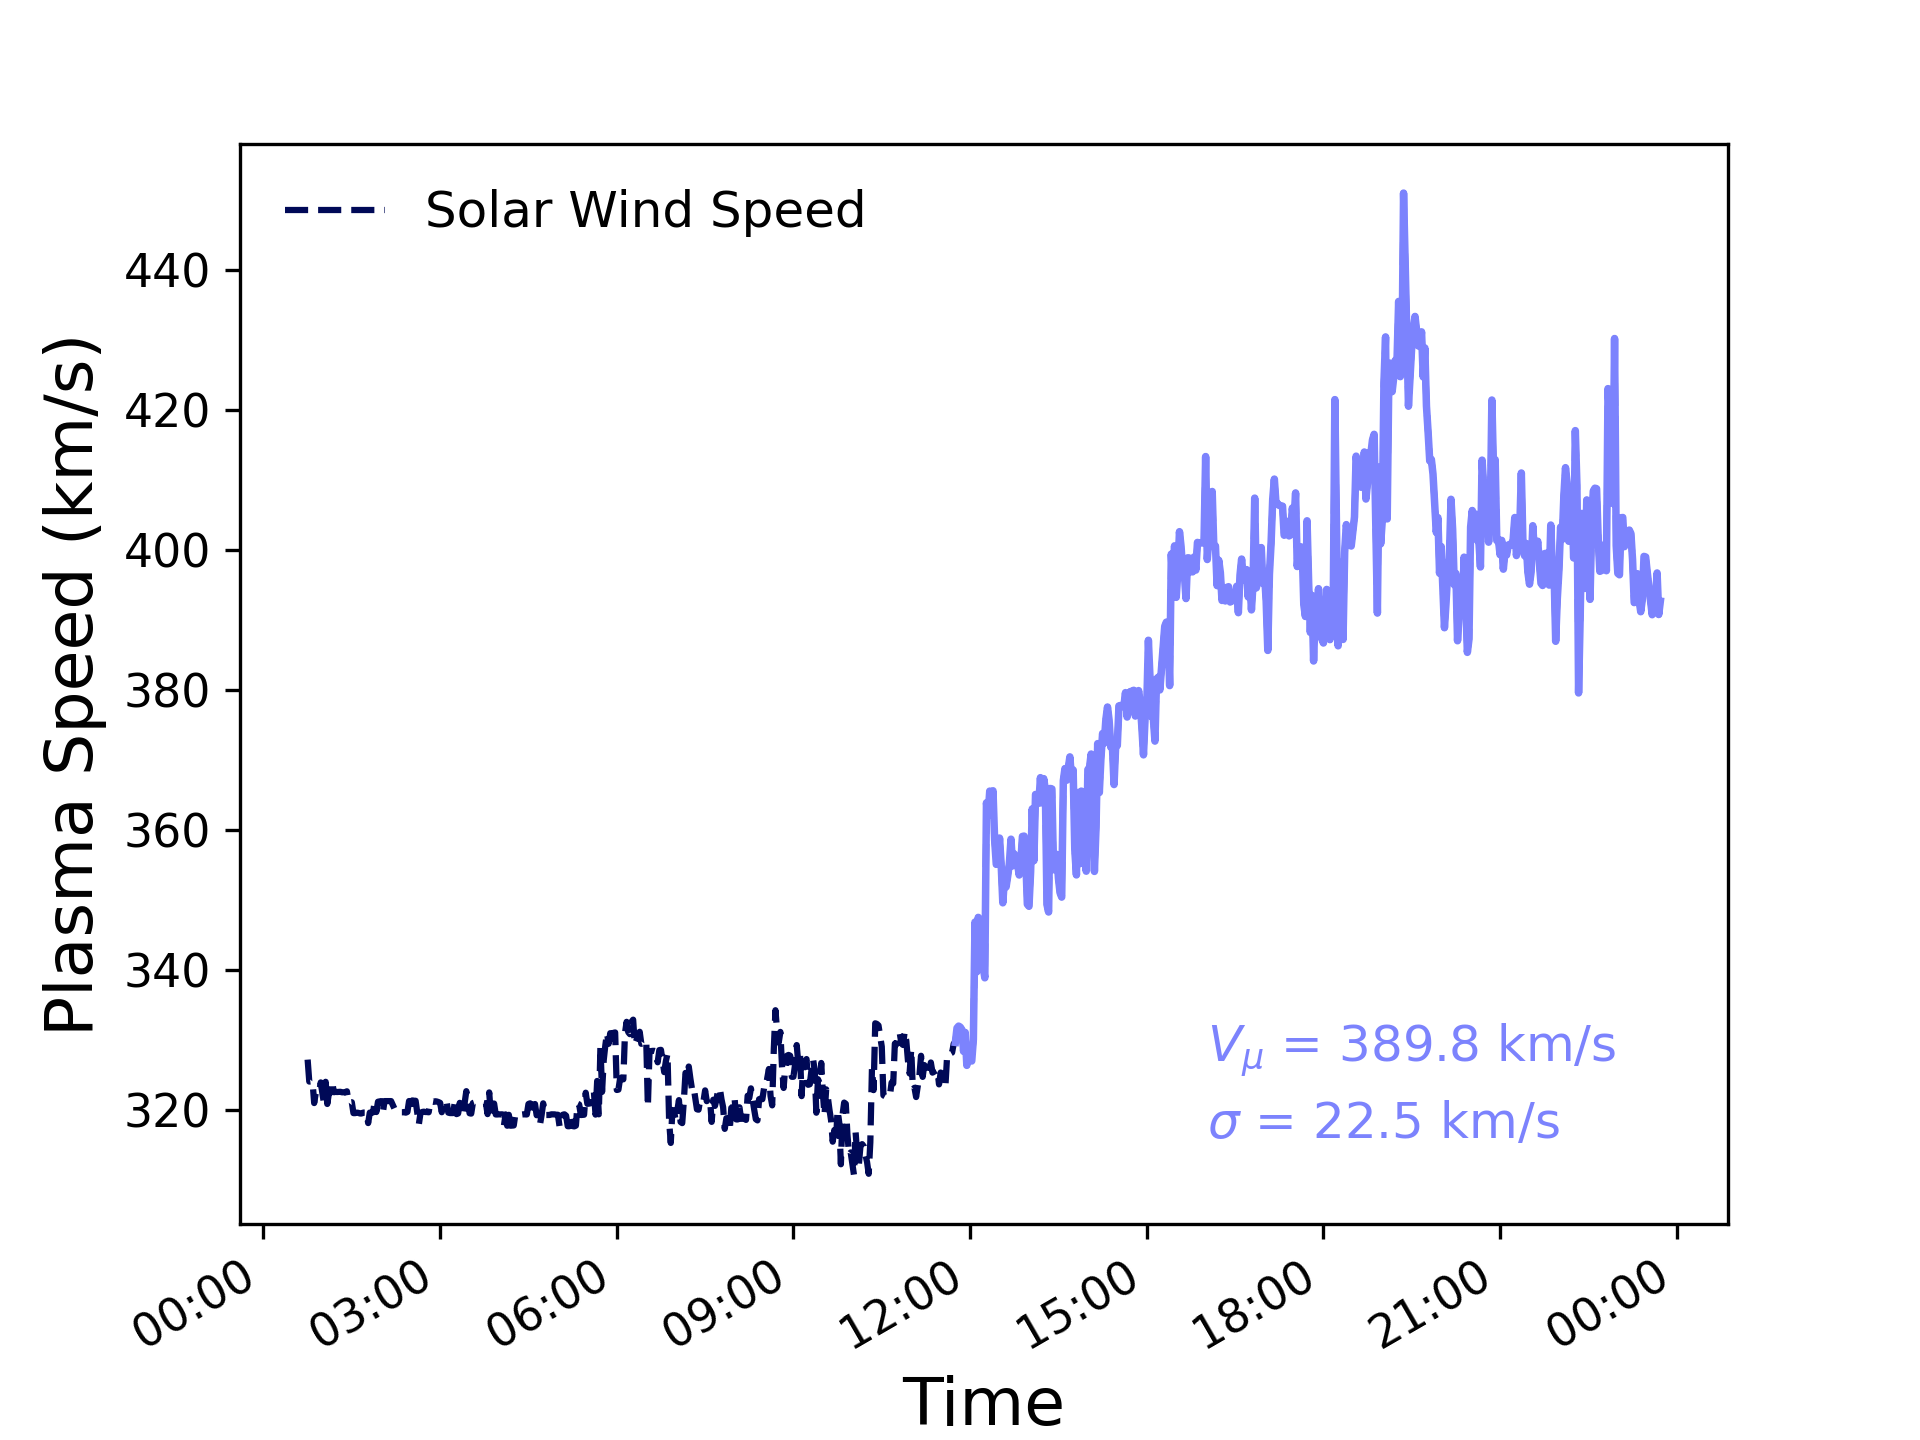 Solar Wind Speed
Plasma Speed (km/s)
440
420
400
380
360
340
320
V_μ = 389.8 km/s
σ = 22.5 km/s
00:00 03:00 06:00 09:00 12:00 15:00 18:00 21:00 00:00
Time